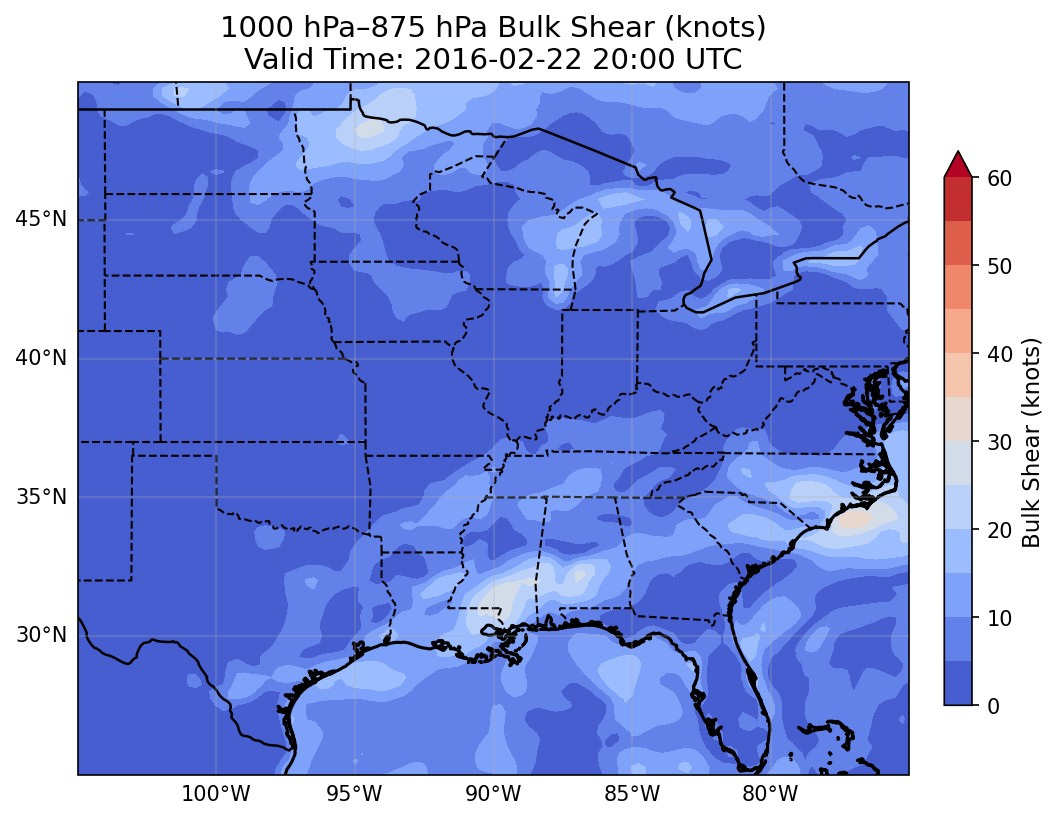 1000 hPa–875 hPa Bulk Shear (knots)
Valid Time: 2016-02-22 20:00 UTC
45°N
40°N
35°N
30°N
100°W
95°W
90°W
85°W
80°W
60
50
40
30
20
10
0
Bulk Shear (knots)